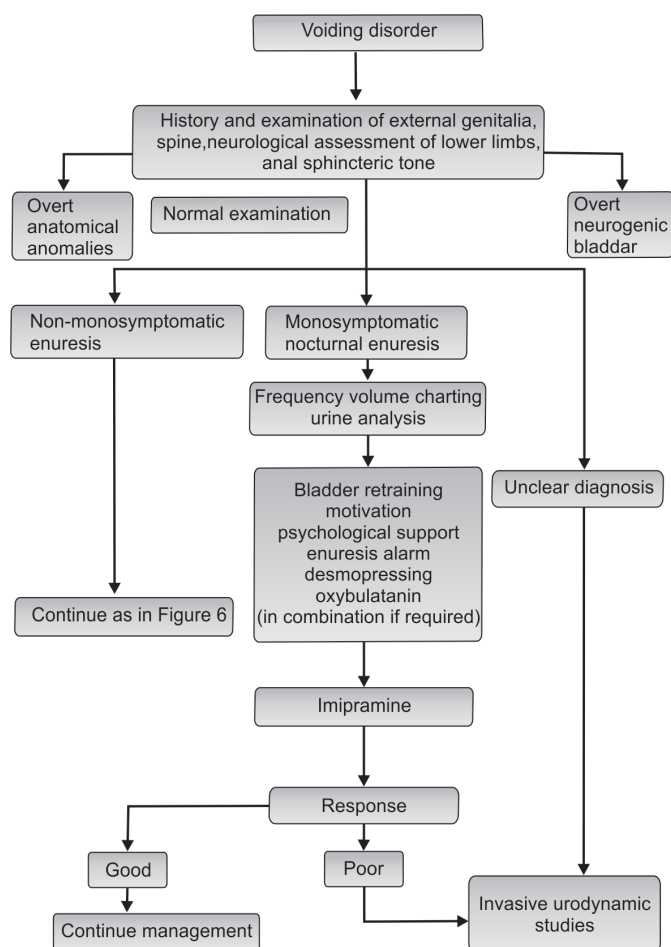 Voiding disorder
History and examination of external genitalia,
spine,neurological assessment of lower limbs,
anal sphincteric tone
Overt
anatomical
anomalies
Normal examination
Overt
neurogenic
bladdar
Non-monosymptomatic
enuresis
Monosymptomatic
nocturnal enuresis
Frequency volume charting
urine analysis
Bladder retraining
motivation
psychological support
enuresis alarm
desmopressing
oxybulatanin
(in combination if required)
Unclear diagnosis
Continue as in Figure 6
Imipramine
Response
Good
Poor
Continue management
Invasive urodynamic
studies